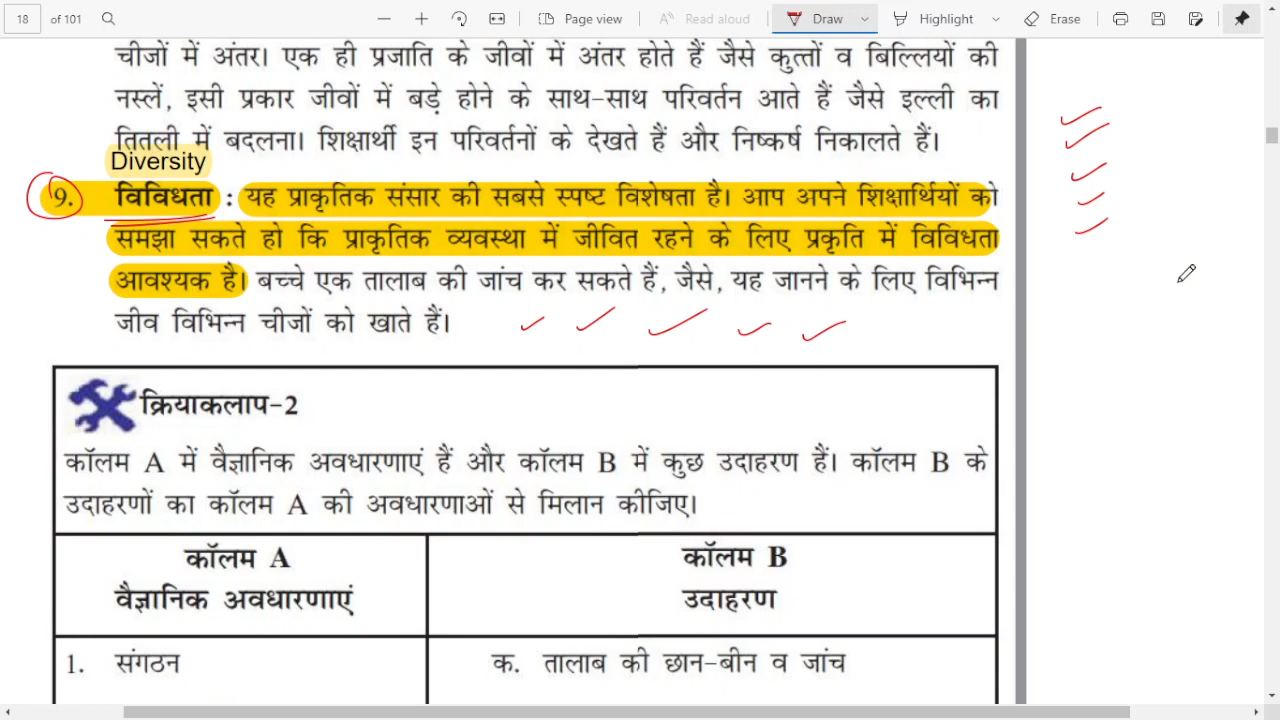 18 of 101 Page view Read aloud Draw Highlight Erase
चीजों में अंतर। एक ही प्रजाति के जीवों में अंतर होते हैं जैसे कुत्तों व बिल्लियों की
नस्लें, इसी प्रकार जीवों में बड़े होने के साथ-साथ परिवर्तन आते हैं जैसे इल्ली का
तितली में बदलना। शिक्षार्थी इन परिवर्तनों के देखते हैं और निष्कर्ष निकालते हैं।
Diversity
9. विविधता : यह प्राकृतिक संसार की सबसे स्पष्ट विशेषता है। आप अपने शिक्षार्थियों को
समझा सकते हो कि प्राकृतिक व्यवस्था में जीवित रहने के लिए प्रकृति में विविधता
आवश्यक है। बच्चे एक तालाब की जांच कर सकते हैं, जैसे, यह जानने के लिए विभिन्न
जीव विभिन्न चीजों को खाते हैं।
क्रियाकलाप-2
कॉलम A में वैज्ञानिक अवधारणाएं हैं और कॉलम B में कुछ उदाहरण हैं। कॉलम B के
उदाहरणों का कॉलम A की अवधारणाओं से मिलान कीजिए।
कॉलम A कॉलम B
वैज्ञानिक अवधारणाएं उदाहरण
1. संगठन क. तालाब की छान-बीन व जांच